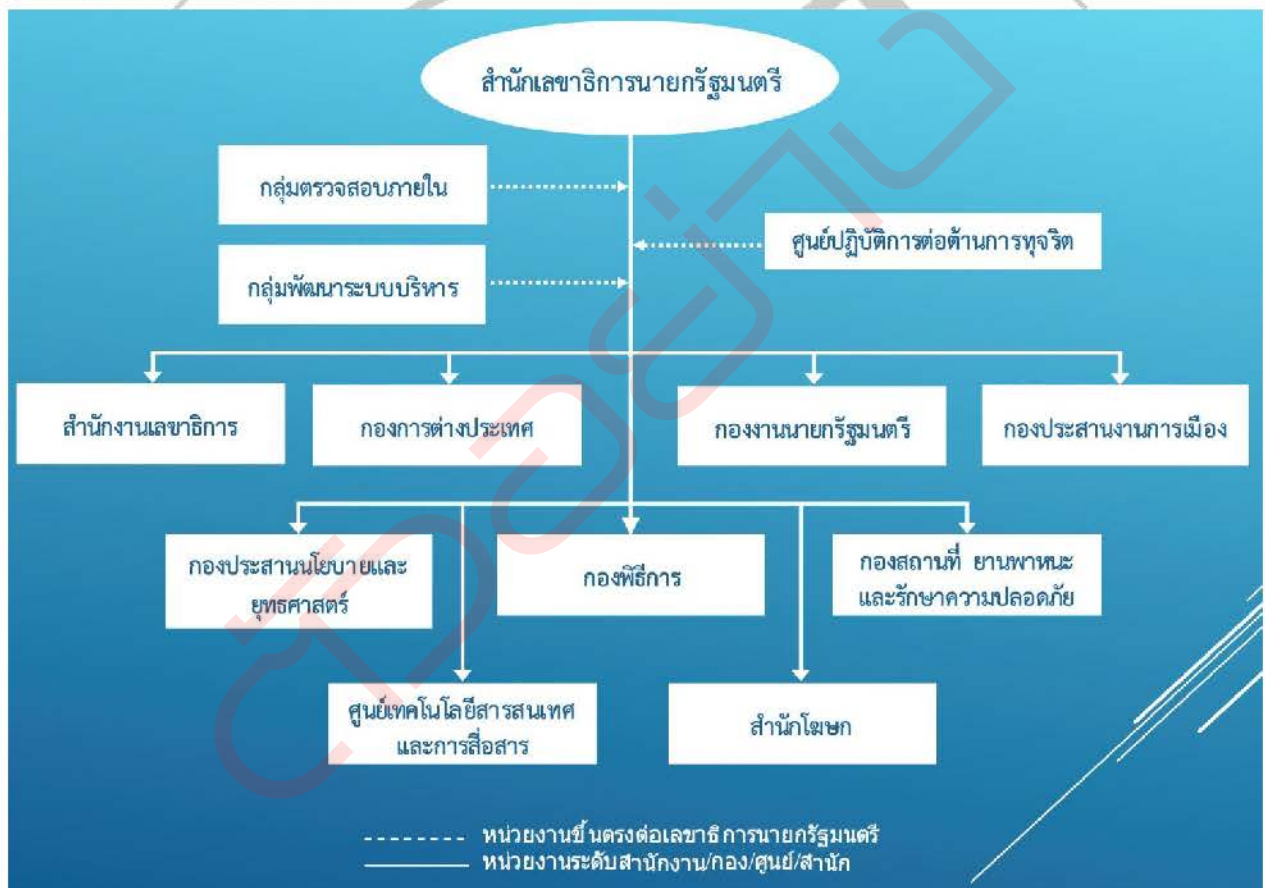 สำนักเลขาธิการนายกรัฐมนตรี
กลุ่มตรวจสอบภายใน
ศูนย์ปฏิบัติการต่อต้านการทุจริต
กลุ่มพัฒนาระบบบริหาร
สำนักงานเลขาธิการ
กองการต่างประเทศ
กองงานนายกรัฐมนตรี
กองประสานงานการเมือง
กองประสานนโยบายและ
ยุทธศาสตร์
กองพิธีการ
กองสถานที่ ยานพาหนะ
และรักษาความปลอดภัย
ศูนย์เทคโนโลยีสารสนเทศ
และการสื่อสาร
สำนักโฆษก
หน่วยงานขึ้นตรงต่อเลขาธิการนายกรัฐมนตรี
หน่วยงานระดับสำนักงาน/กอง/ศูนย์/สำนัก
ตัวอย่าง